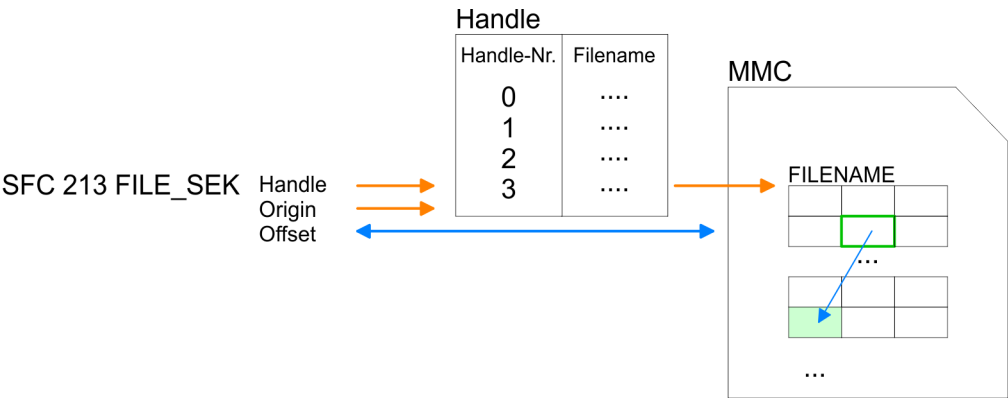 Handle
Handle-Nr. Filename
0 ....
1 ....
2 ....
3 ....
MMC
FILENAME
...
...
SFC 213 FILE_SEK Handle
Origin
Offset